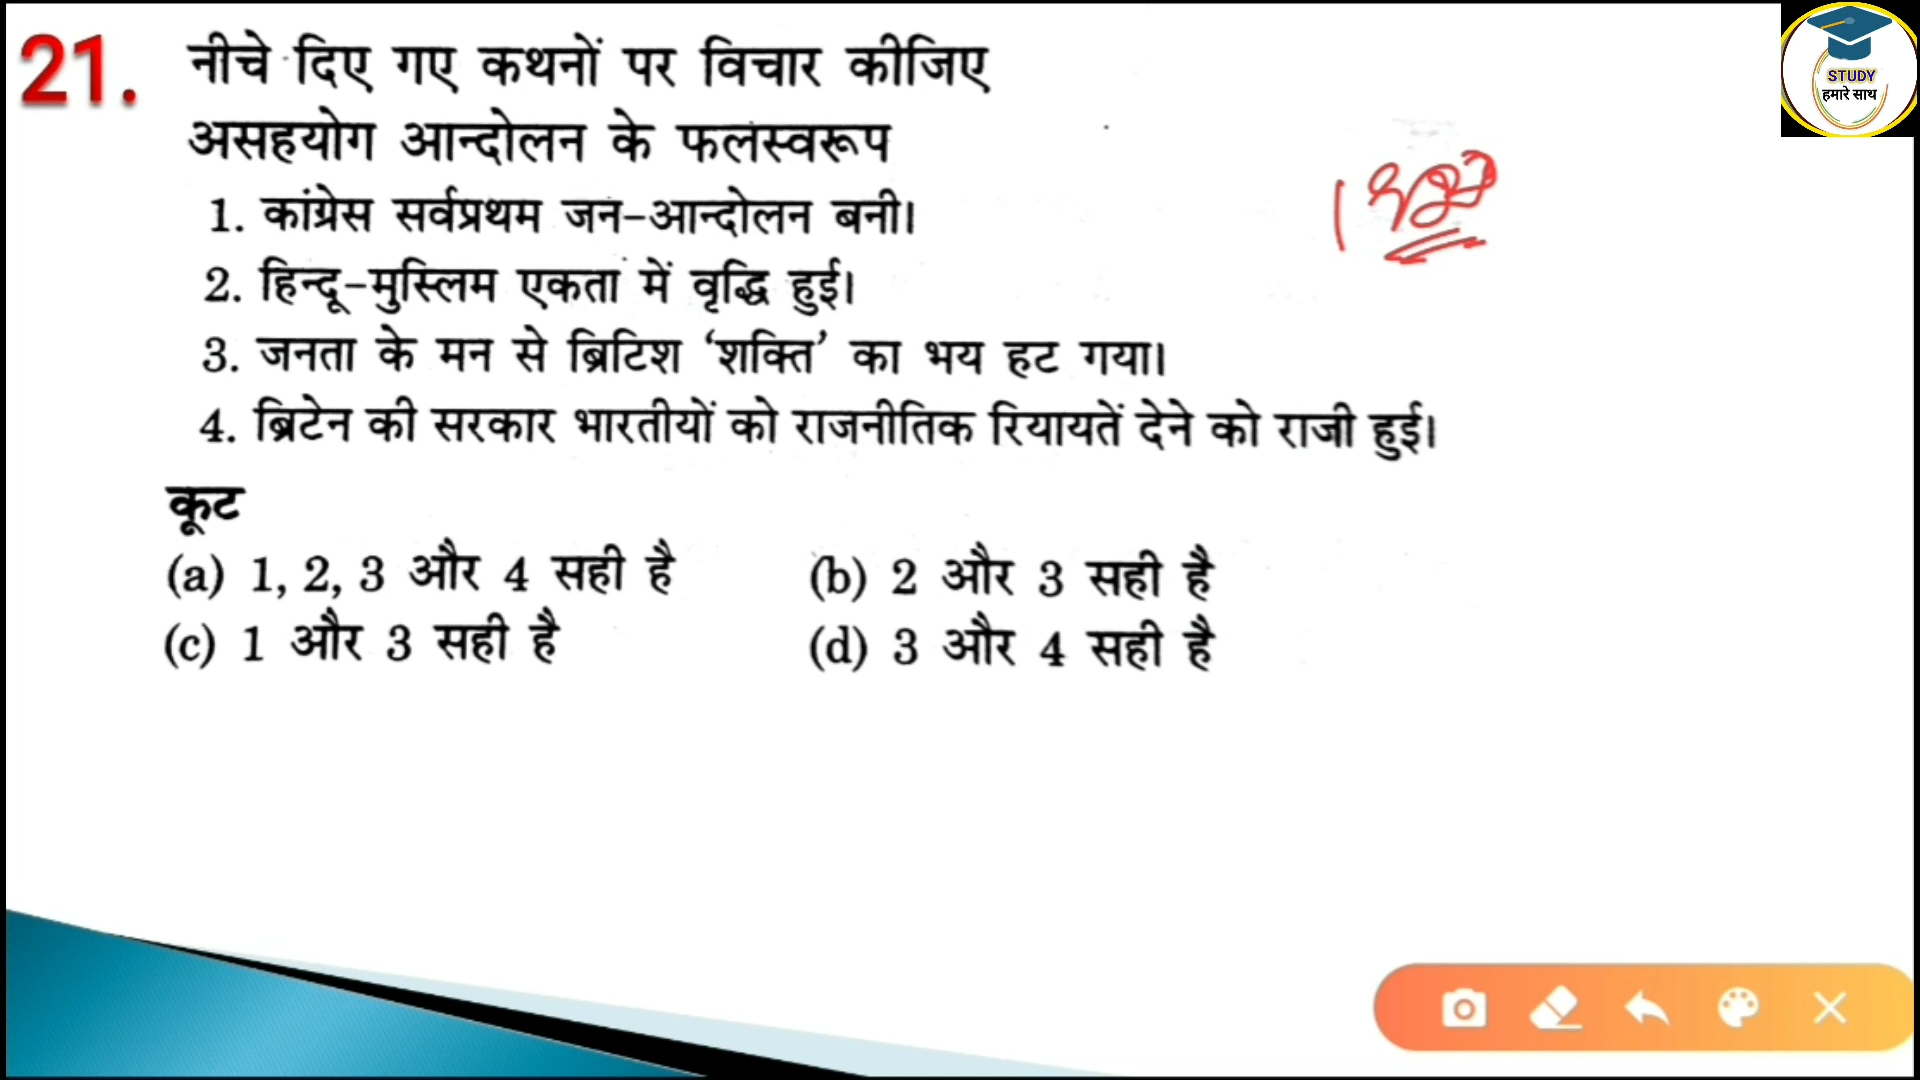 21. नीचे दिए गए कथनों पर विचार कीजिए
असहयोग आन्दोलन के फलस्वरूप
1. कांग्रेस सर्वप्रथम जन-आन्दोलन बनी।
2. हिन्दू-मुस्लिम एकता में वृद्धि हुई।
3. जनता के मन से ब्रिटिश ‘शक्ति’ का भय हट गया।
4. ब्रिटेन की सरकार भारतीयों को राजनीतिक रियायतें देने को राजी हुई।
कूट
(a) 1, 2, 3 और 4 सही है (b) 2 और 3 सही है
(c) 1 और 3 सही है (d) 3 और 4 सही है
STUDY
हमारे साथ